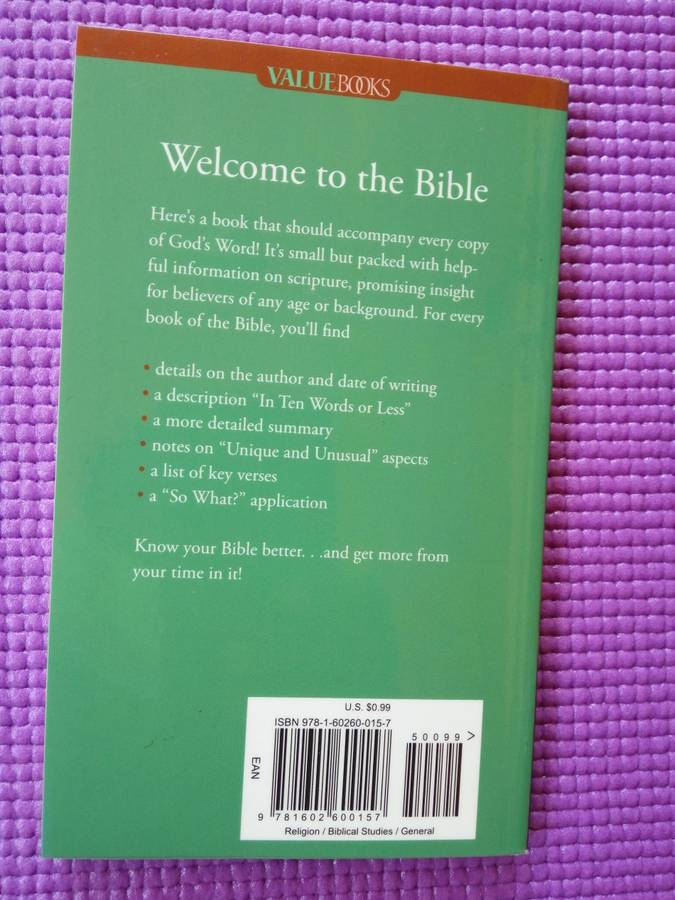 VALUEBOOKS
Welcome to the Bible
Here's a book that should accompany every copy
of God's Word! It's small but packed with help-
ful information on scripture, promising insight
for believers of any age or background. For every
book of the Bible, you'll find
• details on the author and date of writing
• a description “In Ten Words or Less”
• a more detailed summary
• notes on “Unique and Unusual” aspects
• a list of key verses
• a “So What?” application
Know your Bible better. . .and get more from
your time in it!
U.S. $0.99
ISBN 978-1-60260-015-7
50099>
EAN
9 781602 600157
Religion / Biblical Studies / General